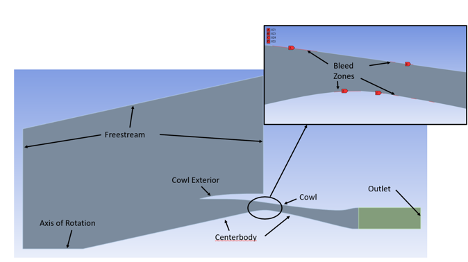 Bleed
Zones
Freestream
Cowl Exterior
Cowl
Outlet
Axis of Rotation
Centerbody